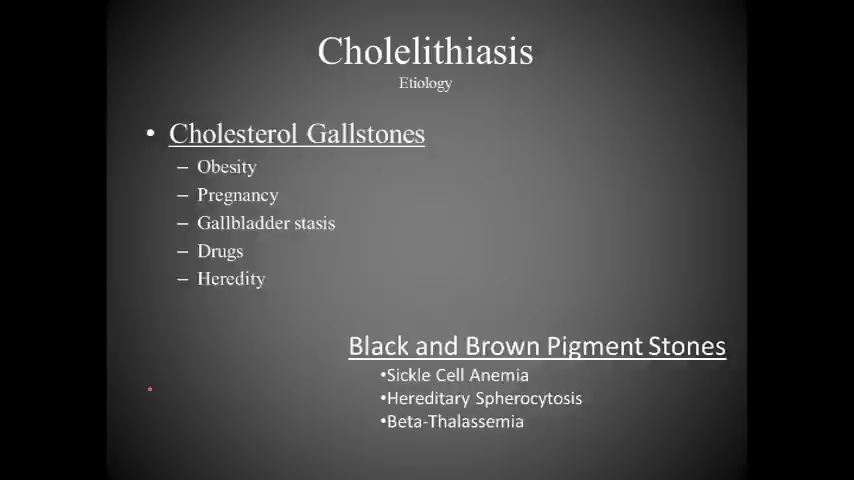 Cholelithiasis
Etiology
• Cholesterol Gallstones
– Obesity
– Pregnancy
– Gallbladder stasis
– Drugs
– Heredity
Black and Brown Pigment Stones
•Sickle Cell Anemia
•Hereditary Spherocytosis
•Beta-Thalassemia